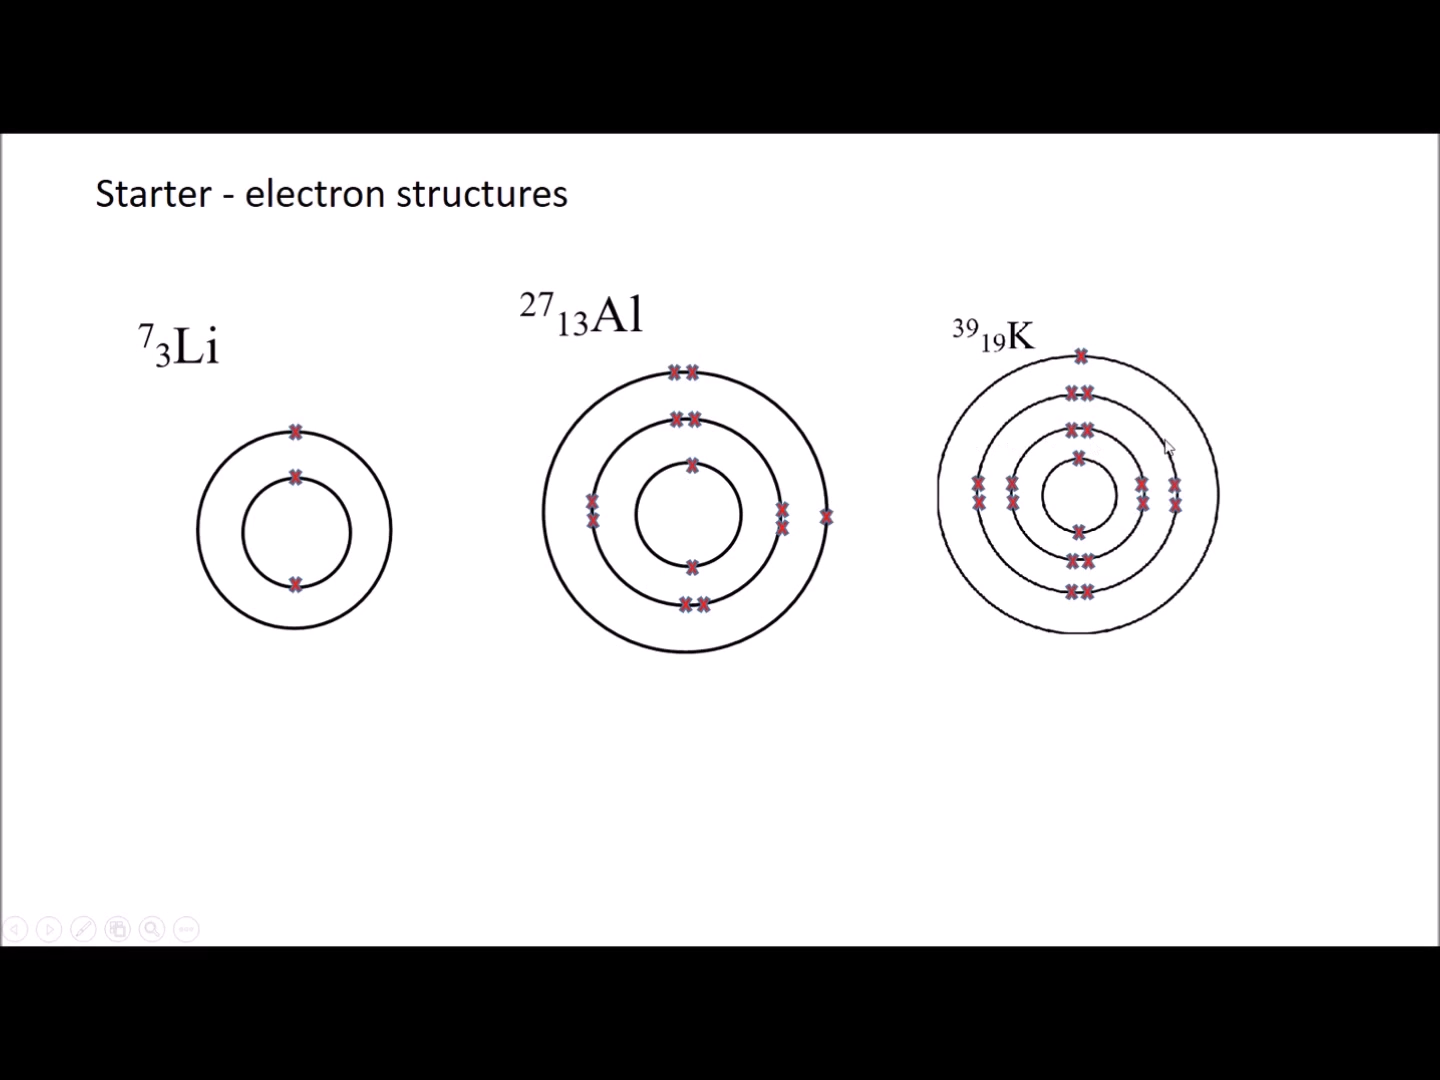 Starter - electron structures
⁷₃Li
²⁷₁₃Al
³⁹₁₉K